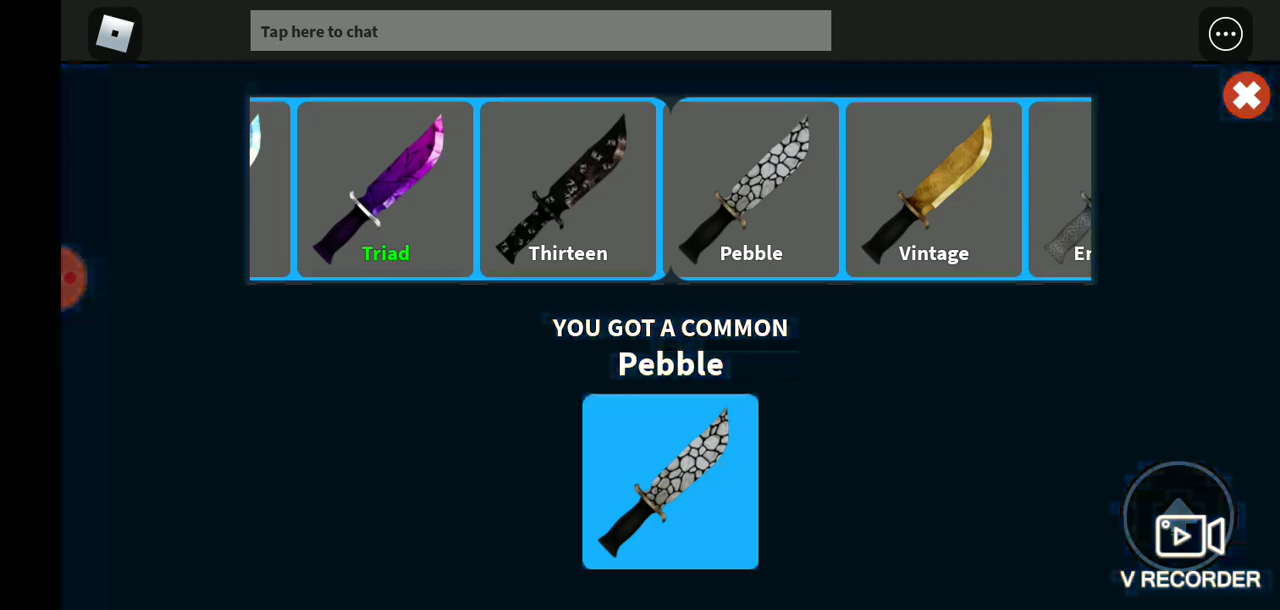 Tap here to chat
Triad
Thirteen
Pebble
Vintage
YOU GOT A COMMON
Pebble
V RECORDER